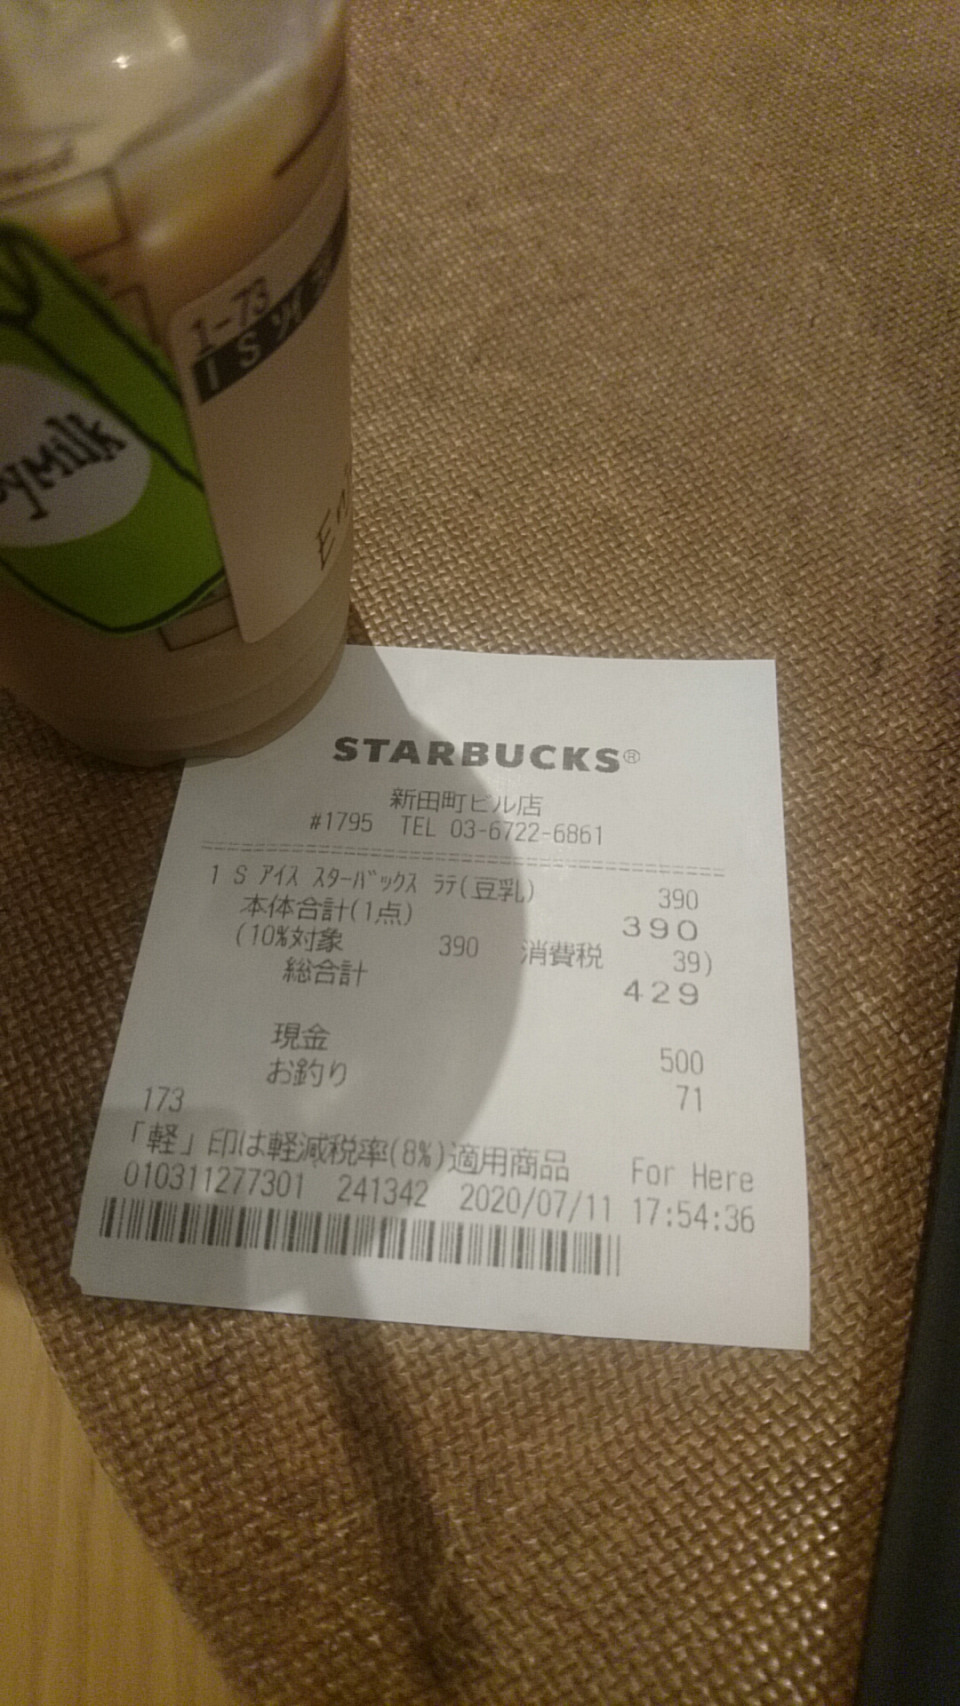 1-73
I S ソイ
yMilk
En
STARBUCKS®
新田町ビル店
#1795 TEL 03-6722-6861
1 S アイス スターバックス ラテ(豆乳) 390
本体合計(1点) 390
(10%対象 390 消費税 39)
総合計 429
現金 500
お釣り 71
173
「軽」印は軽減税率(8%)適用商品 For Here
010311277301 241342 2020/07/11 17:54:36